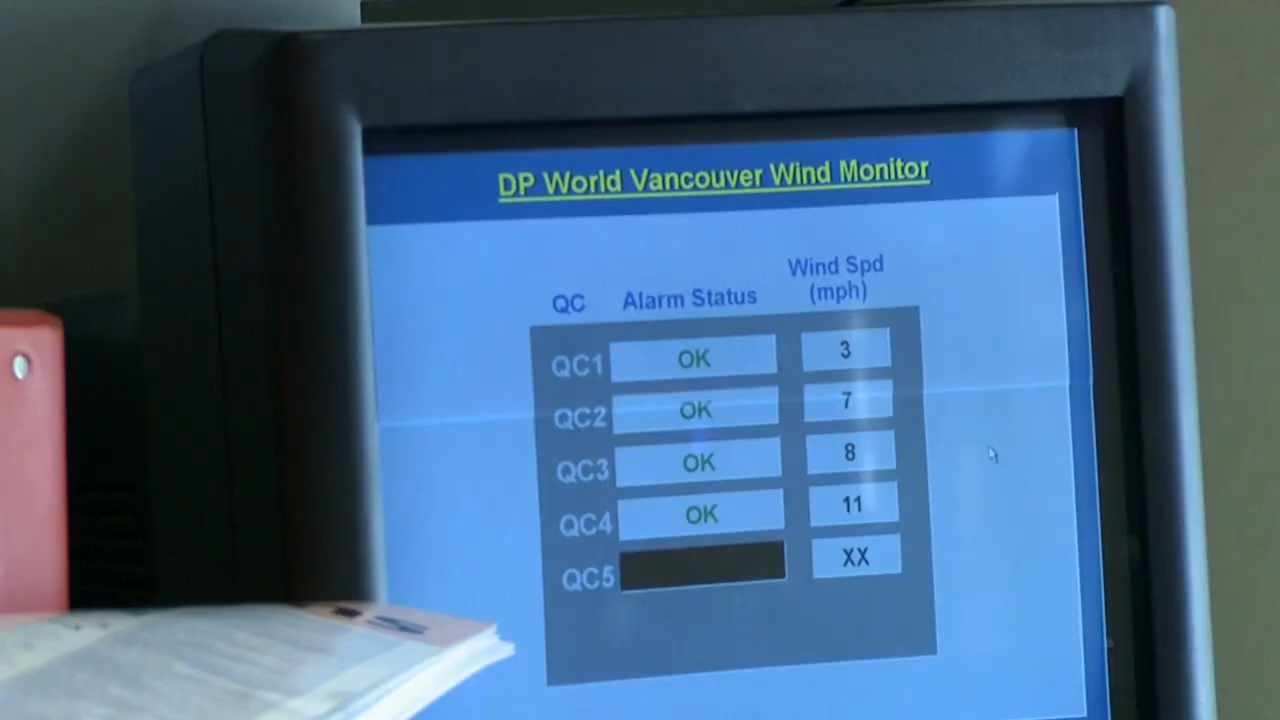 DP World Vancouver Wind Monitor
QC Alarm Status Wind Spd (mph)
QC1 OK 3
QC2 OK 7
QC3 OK 8
QC4 OK 11
QC5 XX